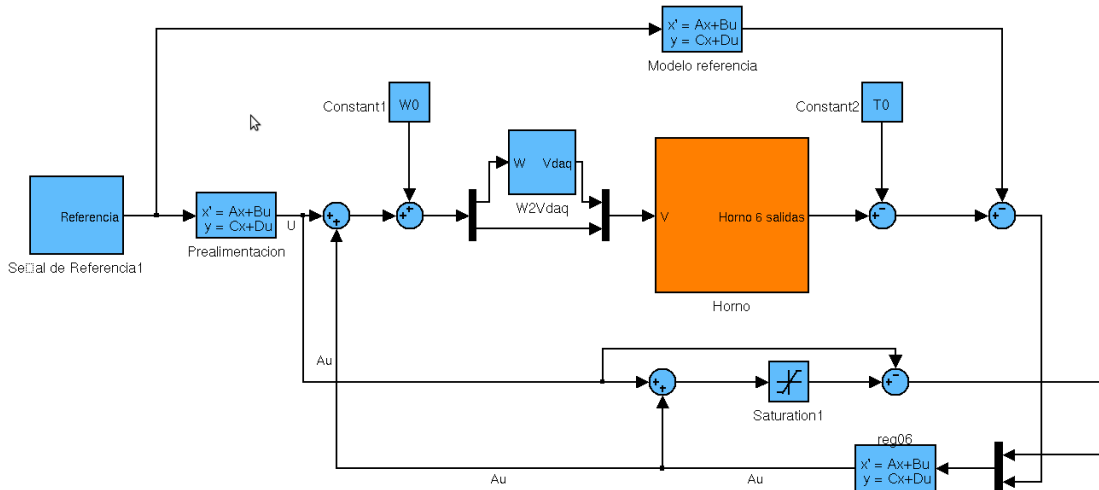 x' = Ax+Bu
y = Cx+Du
Modelo referencia
Constant1
W0
Constant2
T0
W
Vdaq
W2Vdaq
V
Horno 6 salidas
Horno
Referencia
Se□al de Referencia1
x' = Ax+Bu
y = Cx+Du
U
Prealimentacion
+
+
+
+
−
−
Au
+
+
−
Saturation1
reg06
x' = Ax+Bu
y = Cx+Du
Au
Au